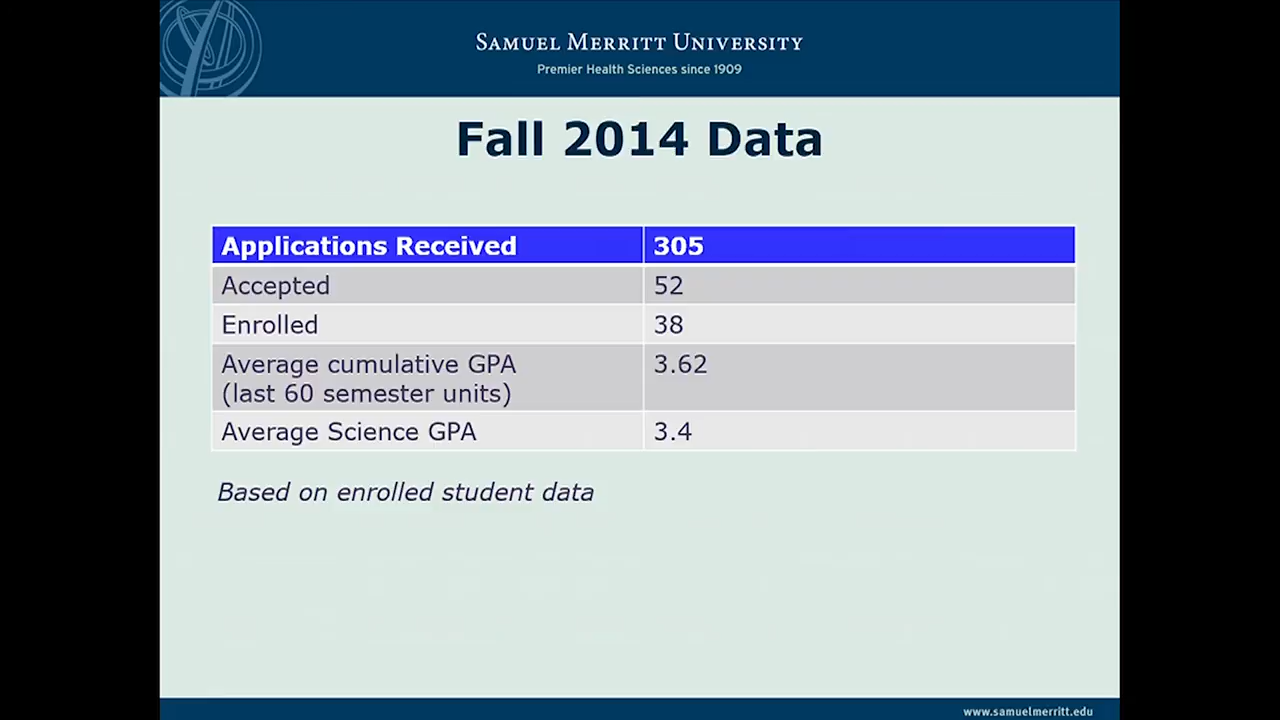 SAMUEL MERRITT UNIVERSITY
Premier Health Sciences since 1909
Fall 2014 Data
Applications Received 305
Accepted 52
Enrolled 38
Average cumulative GPA 3.62
(last 60 semester units)
Average Science GPA 3.4
Based on enrolled student data
www.samuelmerritt.edu